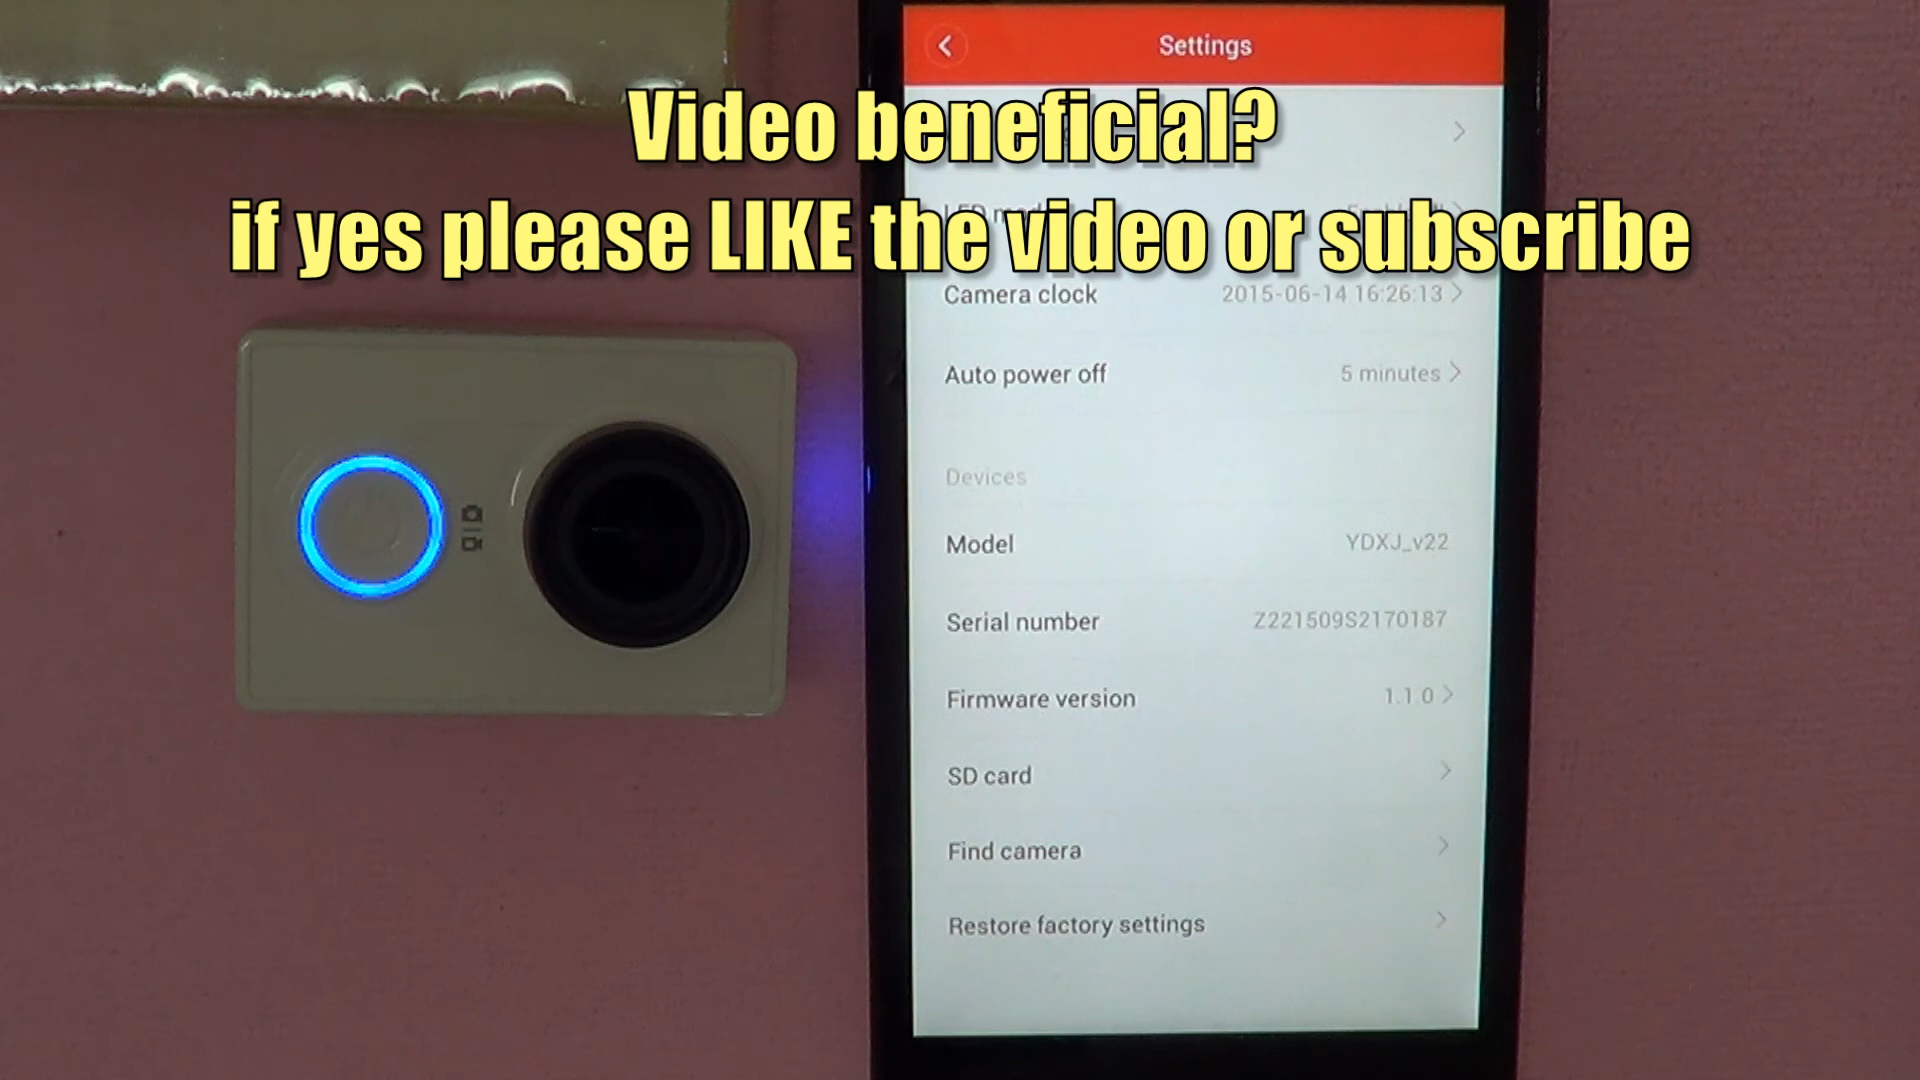 Settings
Video beneficial?
if yes please LIKE the video or subscribe
Camera clock 2015-06-14 16:26:13
Auto power off 5 minutes
Devices
Model YDXJ_v22
Serial number Z221509S2170187
Firmware version 1.1.0
SD card
Find camera
Restore factory settings